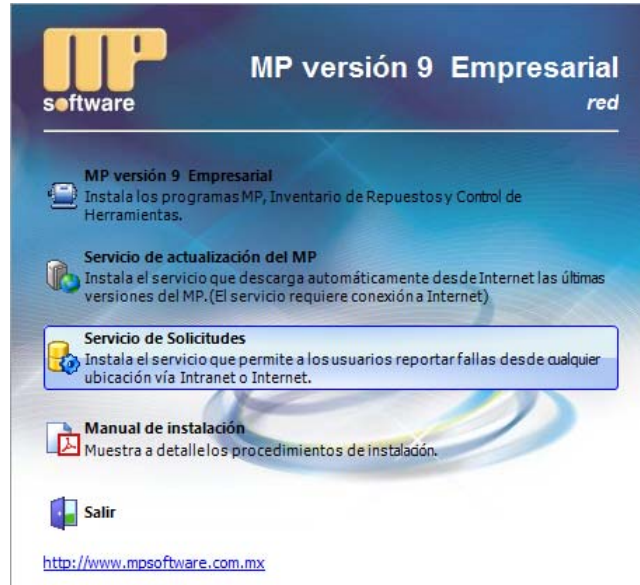 MP
software
MP versión 9 Empresarial
red
MP versión 9 Empresarial
Instala los programas MP, Inventario de Repuestos y Control de
Herramientas.
Servicio de actualización del MP
Instala el servicio que descarga automáticamente desde Internet las últimas
versiones del MP.(El servicio requiere conexión a Internet)
Servicio de Solicitudes
Instala el servicio que permite a los usuarios reportar fallas desde cualquier
ubicación vía Intranet o Internet.
Manual de instalación
Muestra a detalle los procedimientos de instalación.
Salir
http://www.mpsoftware.com.mx